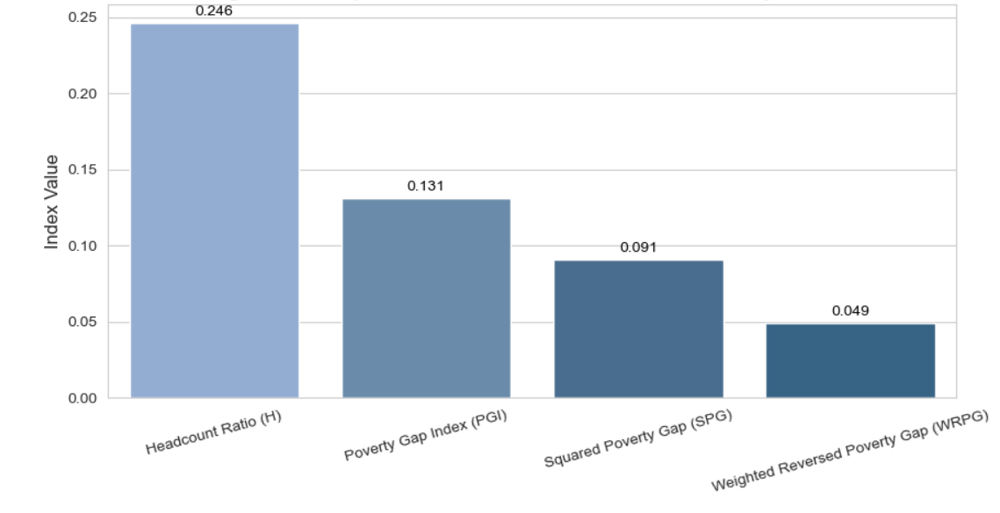 0.25
0.20
0.15
0.10
0.05
0.00
Index Value
0.246
0.131
0.091
0.049
Headcount Ratio (H)
Poverty Gap Index (PGI)
Squared Poverty Gap (SPG)
Weighted Reversed Poverty Gap (WRPG)